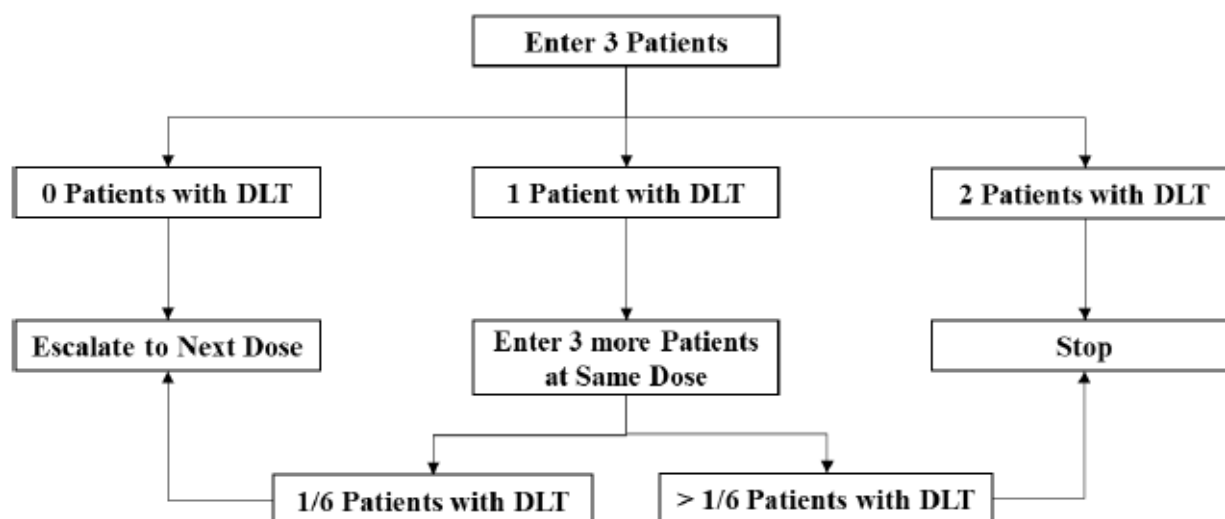 Enter 3 Patients
0 Patients with DLT
1 Patient with DLT
2 Patients with DLT
Escalate to Next Dose
Enter 3 more Patients
at Same Dose
Stop
1/6 Patients with DLT
> 1/6 Patients with DLT